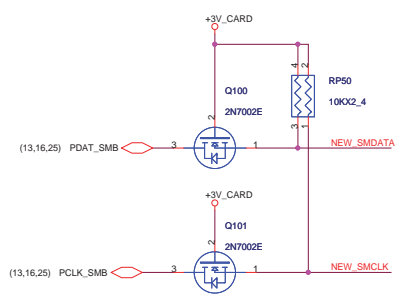 +3V_CARD
4
2
RP50
10KX2_4
3
1
Q100
2N7002E
2
(13,16,25) PDAT_SMB
3
1
NEW_SMDATA
+3V_CARD
Q101
2N7002E
2
(13,16,25) PCLK_SMB
3
1
NEW_SMCLK